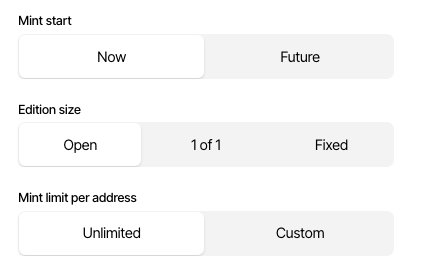 Mint start
Now Future
Edition size
Open 1 of 1 Fixed
Mint limit per address
Unlimited Custom